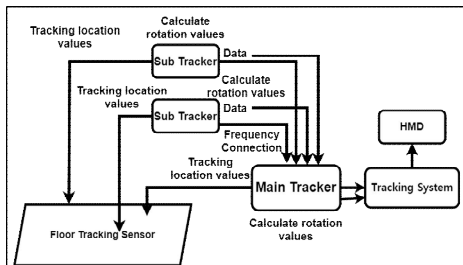 Calculate rotation
values
Tracking location
values
Data
Sub Tracker
Calculate
rotation values
Tracking location
values
Data
Sub Tracker
Frequency
Connection
HMD
Tracking
location values
Main Tracker
Tracking System
Calculate rotation
values
Floor Tracking Sensor